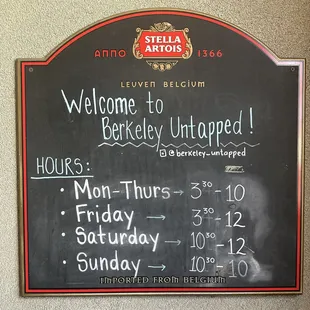 STELLA
ARTOIS
ANNO 1366
LEUVEN BELGIUM
Welcome to
Berkeley Untapped!
@berkeley_untapped
HOURS:
· Mon-Thurs → 3³⁰ - 10
· Friday → 3³⁰ - 12
· Saturday → 10³⁰ - 12
· Sunday → 10³⁰ - 10
IMPORTED FROM BELGIUM